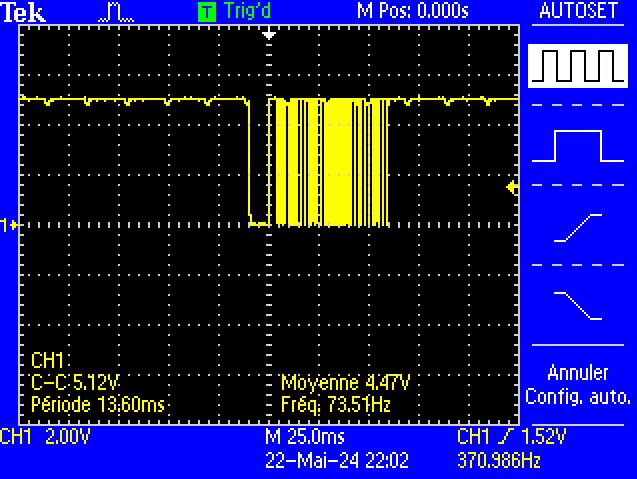 Tek T Trig'd M Pos: 0.000s AUTOSET
1
CH1
C-C 5.12V Moyenne 4.47V
Période 13.60ms Fréq. 73.51Hz
Annuler
Config. auto.
CH1 2.00V M 25.0ms CH1 1.52V
22-Mai-24 22:02 370.986Hz